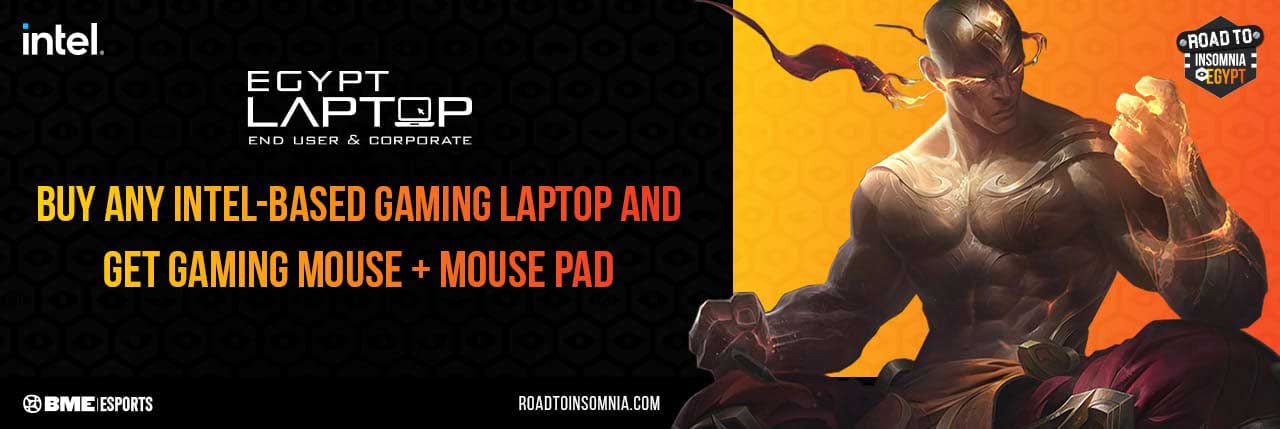 intel.
EGYPT
LAPTOP
END USER & CORPORATE
BUY ANY INTEL-BASED GAMING LAPTOP AND
GET GAMING MOUSE + MOUSE PAD
ROAD TO
INSOMNIA
EGYPT
BME | ESPORTS
ROADTOINSOMNIA.COM